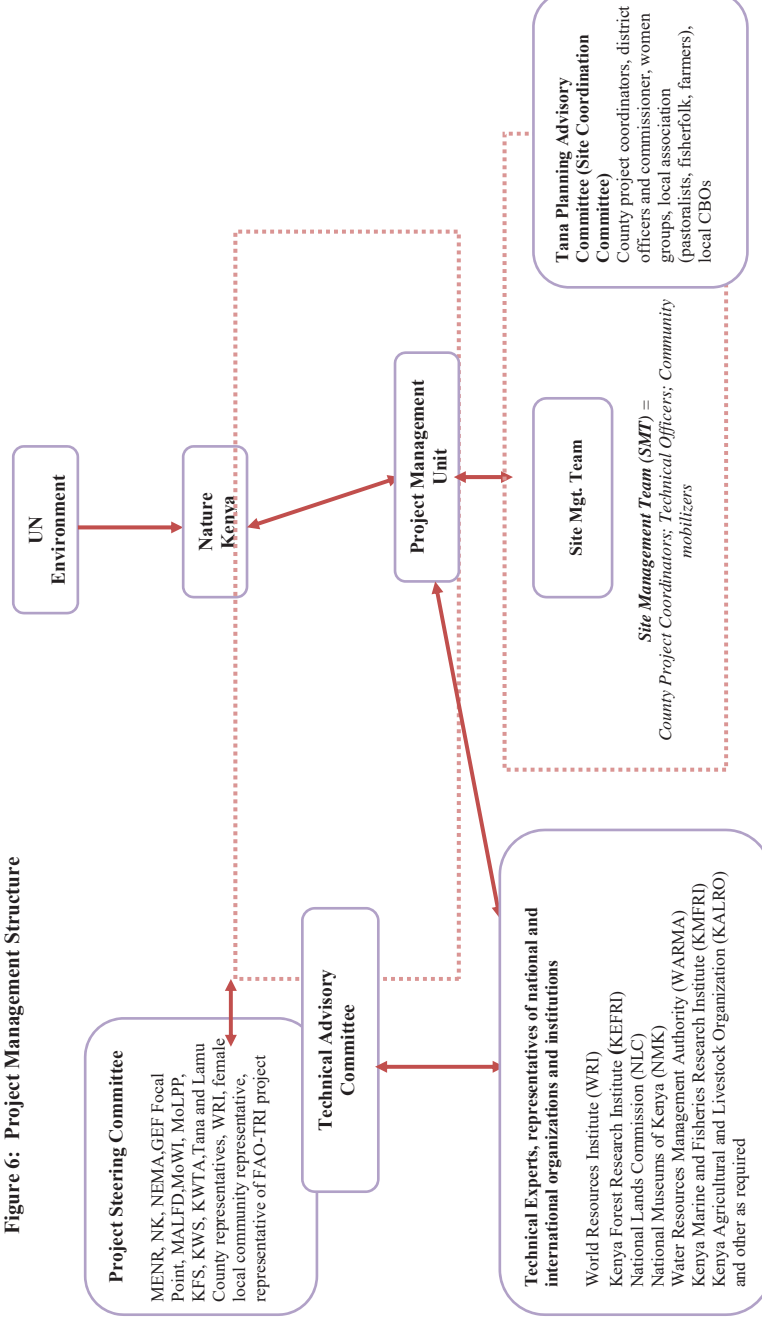 Figure 6: Project Management Structure
UN
Environment
Project Steering Committee
MENR, NK, NEMA,GEF Focal
Point, MALFD,MoWI, MoLPP,
KFS, KWS, KWTA,Tana and Lamu
County representatives, WRI, female
local community representative,
representative of FAO-TRI project
Nature
Kenya
Technical Advisory
Committee
Project Management
Unit
Technical Experts, representatives of national and
international organizations and institutions
World Resources Institute (WRI)
Kenya Forest Research Institute (KEFRI)
National Lands Commission (NLC)
National Museums of Kenya (NMK)
Water Resources Management Authority (WARMA)
Kenya Marine and Fisheries Research Institute (KMFRI)
Kenya Agricultural and Livestock Organization (KALRO)
and other as required
Site Mgt. Team
Site Management Team (SMT) =
County Project Coordinators; Technical Officers; Community
mobilizers
Tana Planning Advisory
Committee (Site Coordination
Committee)
County project coordinators, district
officers and commissioner, women
groups, local association
(pastoralists, fisherfolk, farmers),
local CBOs